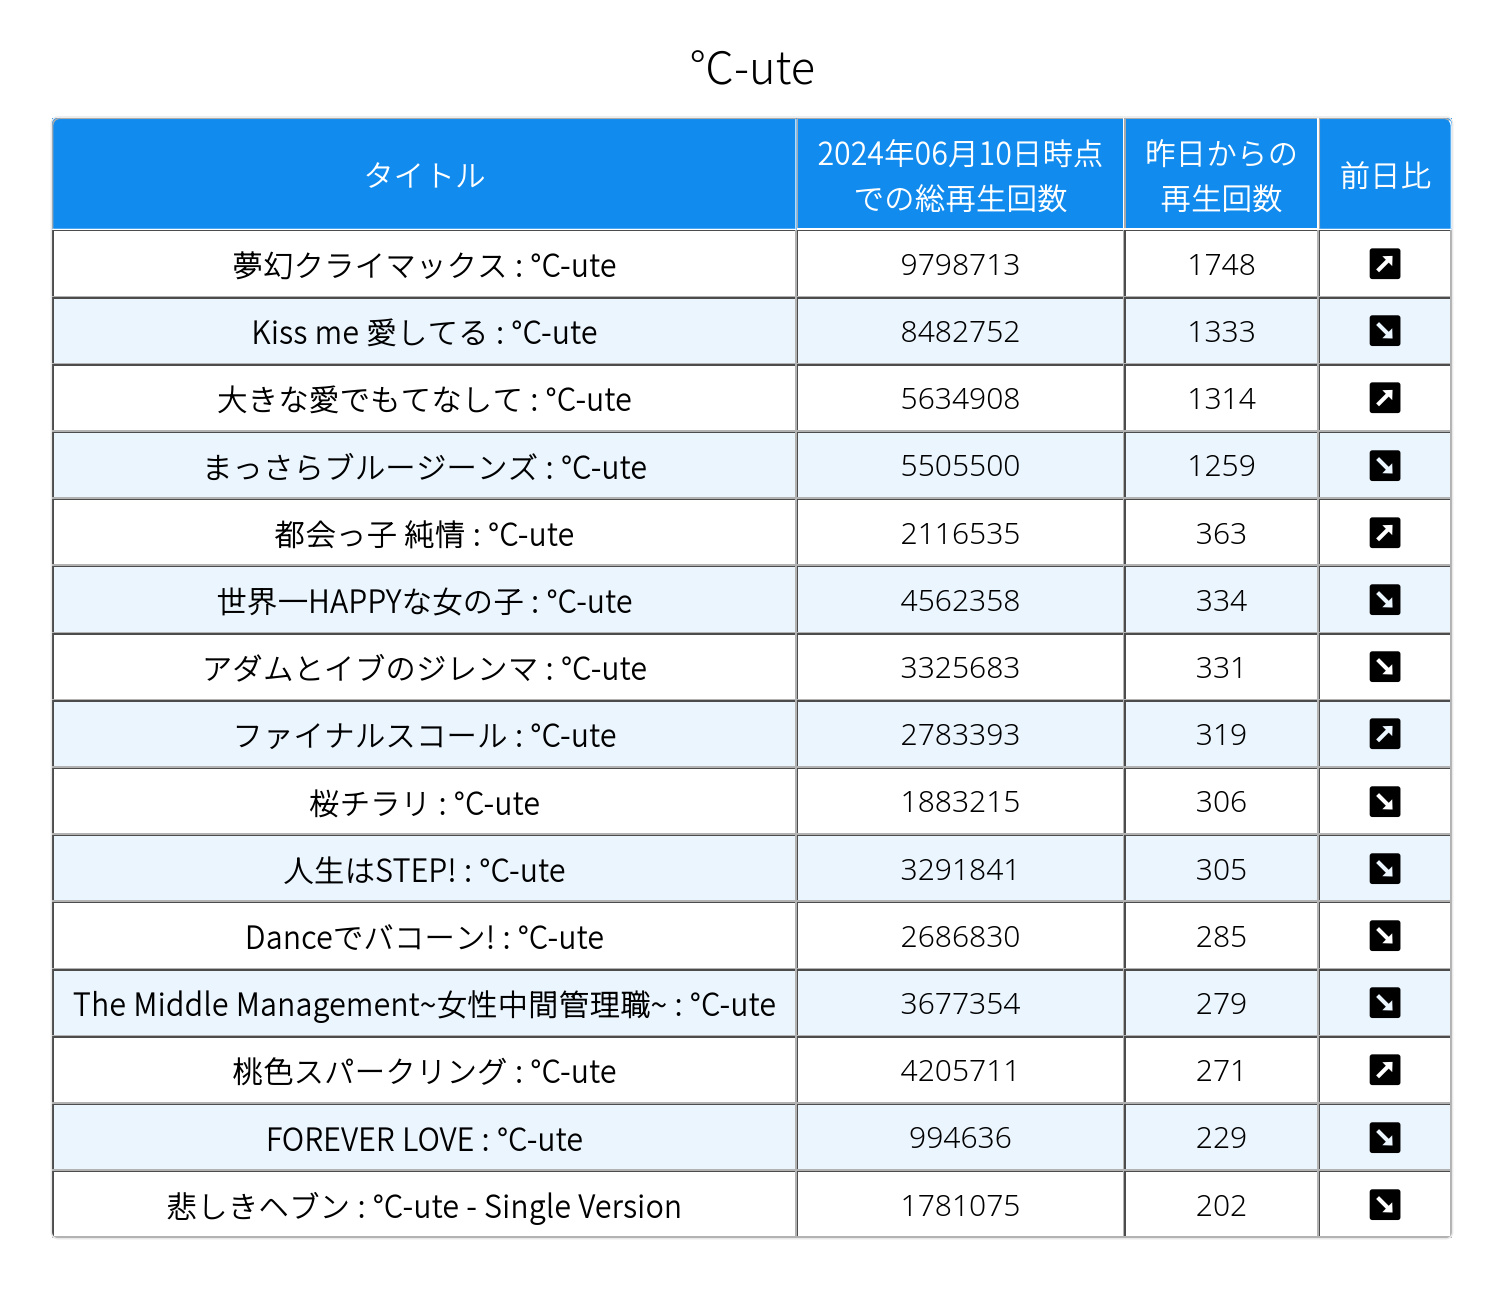 ℃-ute
タイトル
2024年06月10日時点
での総再生回数
昨日からの
再生回数
前日比
夢幻クライマックス : ℃-ute 9798713 1748 ↗
Kiss me 愛してる : ℃-ute 8482752 1333 ↘
大きな愛でもてなして : ℃-ute 5634908 1314 ↗
まっさらブルージーンズ : ℃-ute 5505500 1259 ↘
都会っ子 純情 : ℃-ute 2116535 363 ↗
世界一HAPPYな女の子 : ℃-ute 4562358 334 ↘
アダムとイブのジレンマ : ℃-ute 3325683 331 ↘
ファイナルスコール : ℃-ute 2783393 319 ↗
桜チラリ : ℃-ute 1883215 306 ↘
人生はSTEP! : ℃-ute 3291841 305 ↘
Danceでバコーン! : ℃-ute 2686830 285 ↘
The Middle Management~女性中間管理職~ : ℃-ute 3677354 279 ↘
桃色スパークリング : ℃-ute 4205711 271 ↗
FOREVER LOVE : ℃-ute 994636 229 ↘
悲しきヘブン : ℃-ute - Single Version 1781075 202 ↘